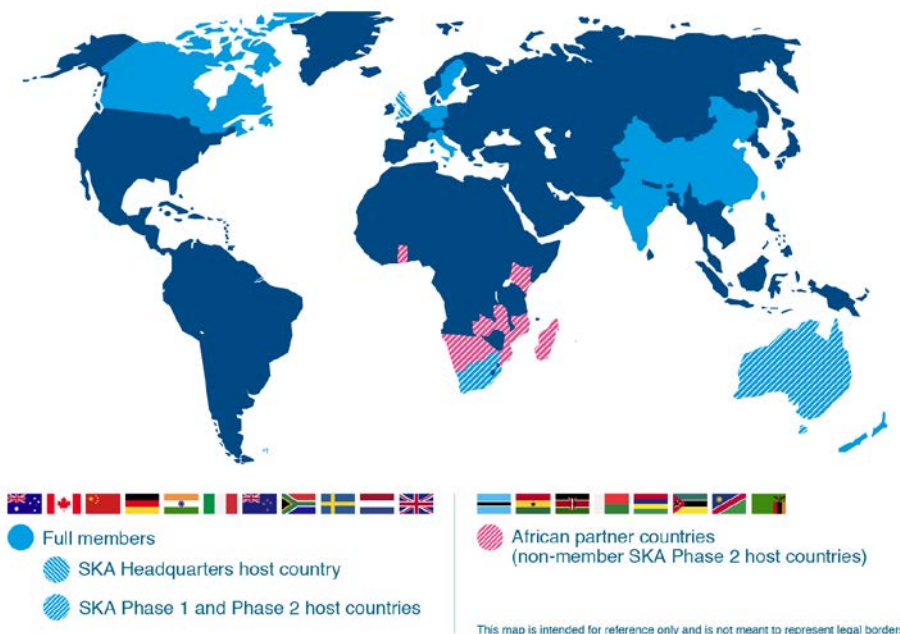 Full members
SKA Headquarters host country
SKA Phase 1 and Phase 2 host countries
African partner countries
(non-member SKA Phase 2 host countries)
This map is intended for reference only and is not meant to represent legal borders